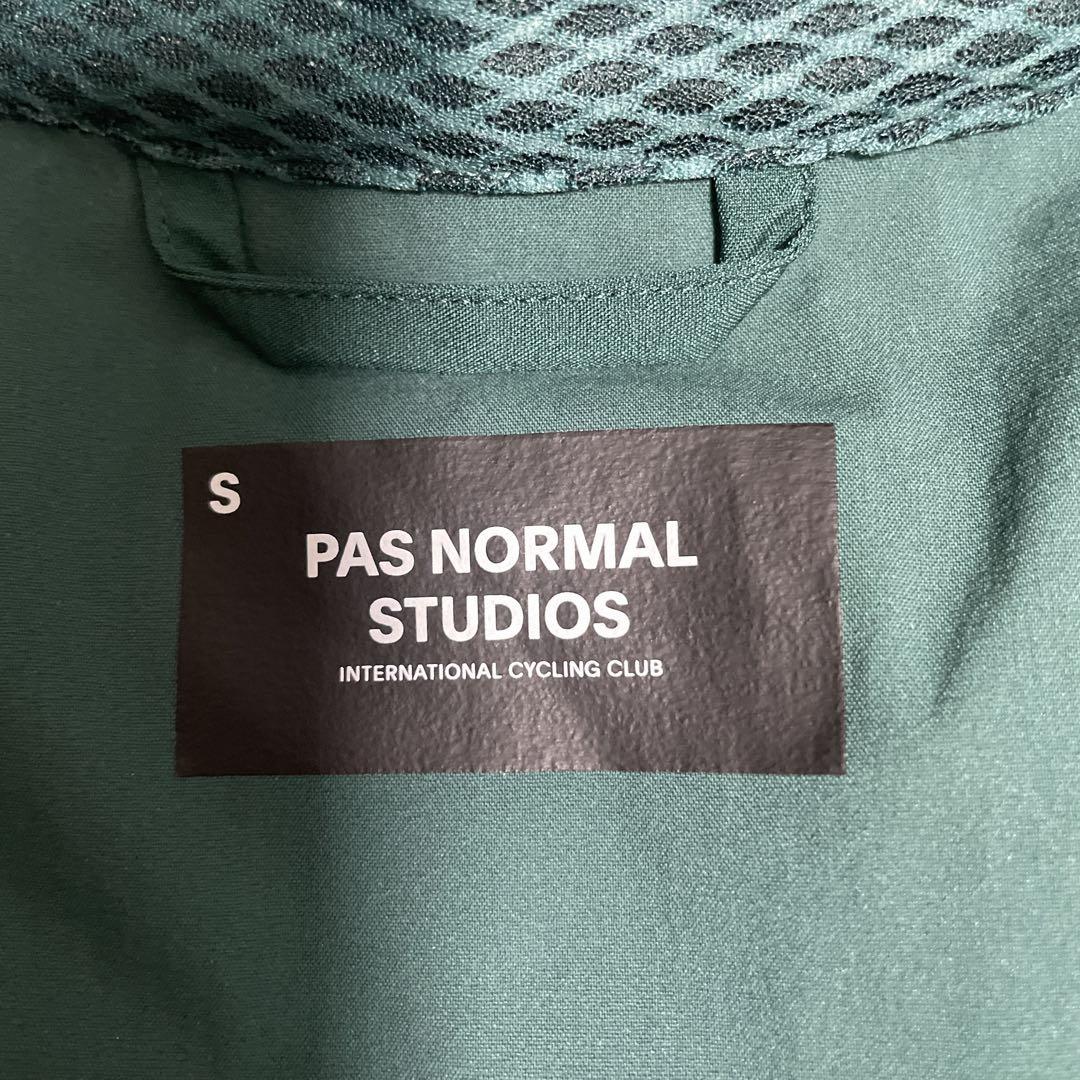 S
PAS NORMAL
STUDIOS
INTERNATIONAL CYCLING CLUB